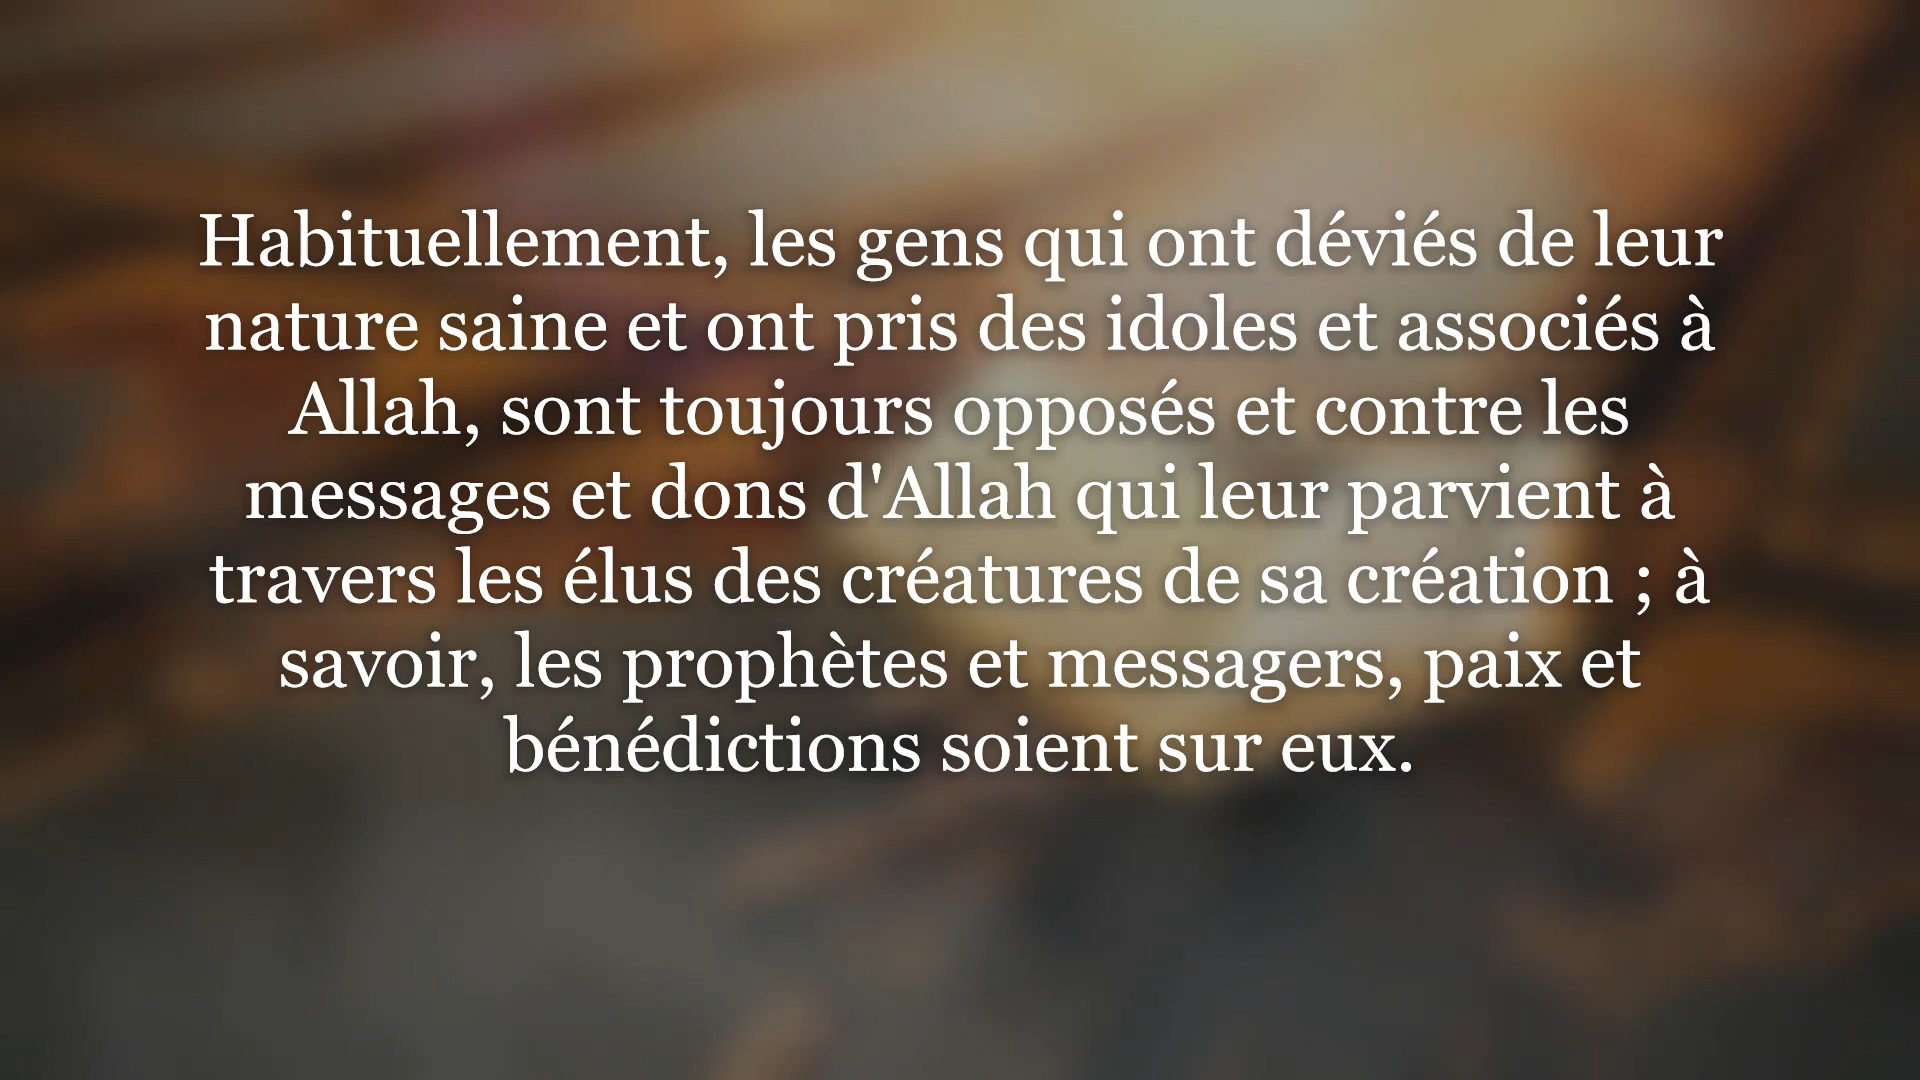 Habituellement, les gens qui ont déviés de leur
nature saine et ont pris des idoles et associés à
Allah, sont toujours opposés et contre les
messages et dons d'Allah qui leur parvient à
travers les élus des créatures de sa création ; à
savoir, les prophètes et messagers, paix et
bénédictions soient sur eux.